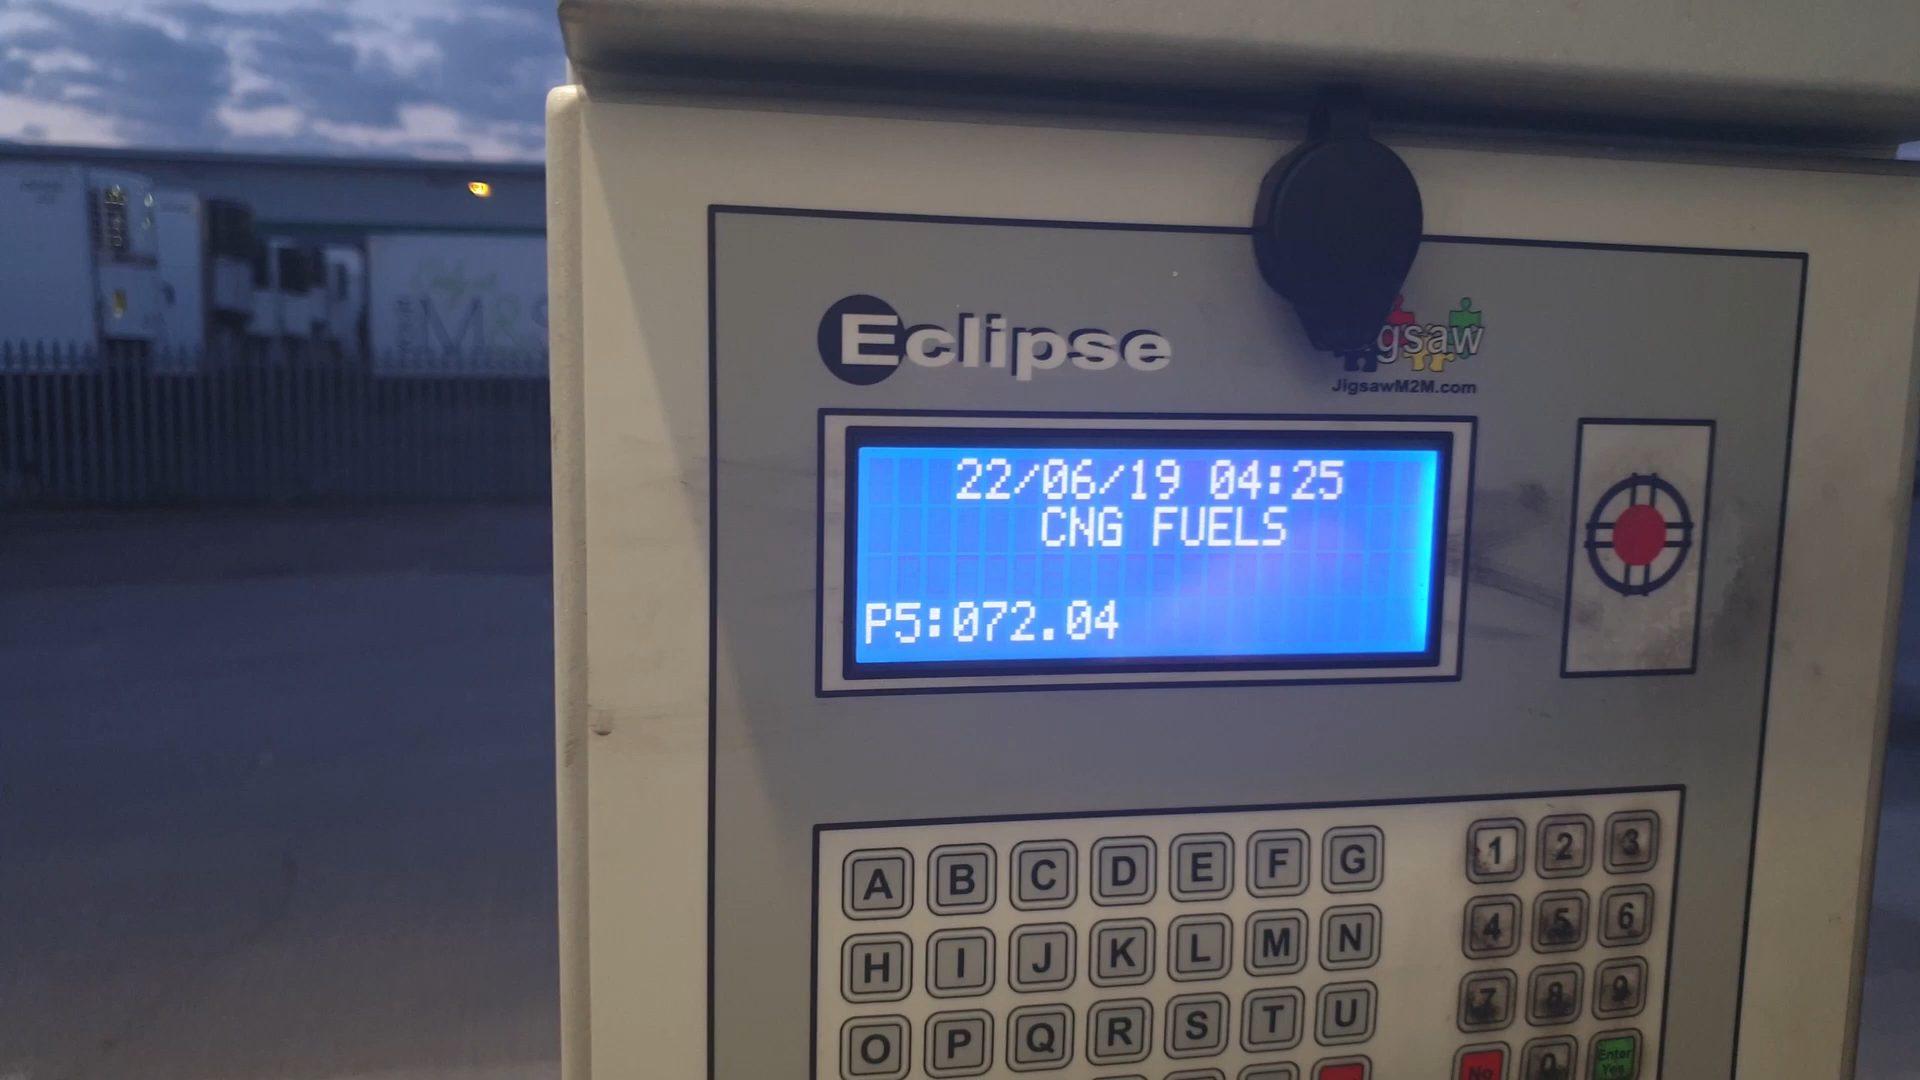 Eclipse
gsaw
JigsawM2M.com
22/06/19 04:25
CNG FUELS
P5:072.04
A B C D E F G 1 2 3
H I J K L M N 4 5 6
O P Q R S T U 7 8 9
No 0 Enter
Yes
M&S